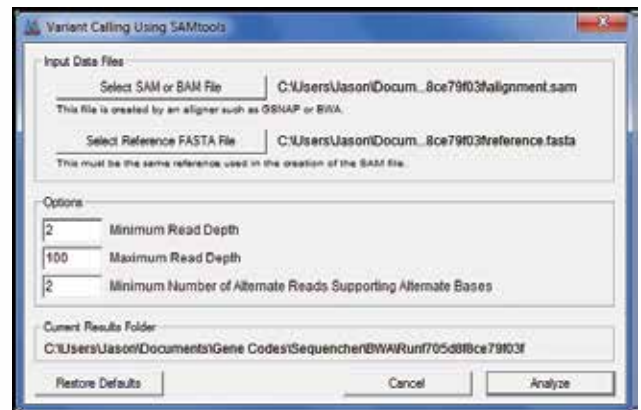 Variant Calling Using SAMtools
Input Data Files
Select SAM or BAM File C:\Users\Jason\Docum...8ce79f03f\alignment.sam
This file is created by an aligner such as GSNAP or BWA.
Select Reference FASTA File C:\Users\Jason\Docum...8ce79f03f\reference.fasta
This must be the same reference used in the creation of the SAM file.
Options
2 Minimum Read Depth
100 Maximum Read Depth
2 Minimum Number of Alternate Reads Supporting Alternate Bases
Current Results Folder
C:\Users\Jason\Documents\Gene Codes\Sequencher\BWA\Runf705d8f8ce79f03f
Restore Defaults Cancel Analyze